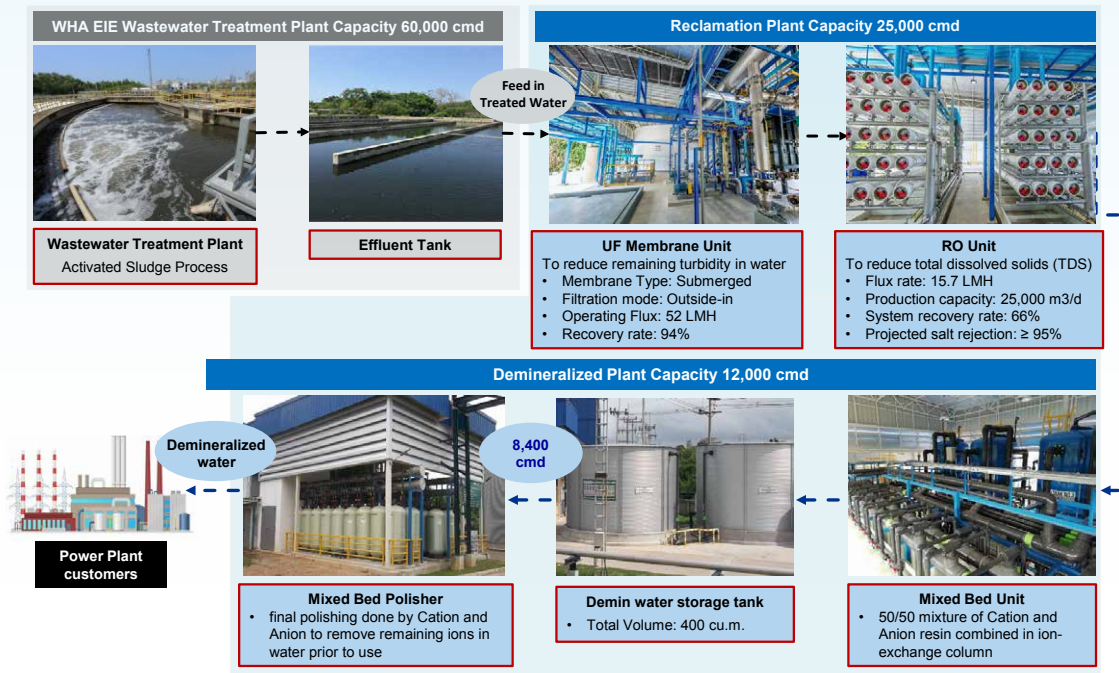 WHA EIE Wastewater Treatment Plant Capacity 60,000 cmd
Reclamation Plant Capacity 25,000 cmd
Feed in
Treated Water
Wastewater Treatment Plant
Activated Sludge Process
Effluent Tank
UF Membrane Unit
To reduce remaining turbidity in water
• Membrane Type: Submerged
• Filtration mode: Outside-in
• Operating Flux: 52 LMH
• Recovery rate: 94%
RO Unit
To reduce total dissolved solids (TDS)
• Flux rate: 15.7 LMH
• Production capacity: 25,000 m3/d
• System recovery rate: 66%
• Projected salt rejection: ≥ 95%
Demineralized Plant Capacity 12,000 cmd
Demineralized
water
8,400
cmd
Power Plant
customers
Mixed Bed Polisher
• final polishing done by Cation and
Anion to remove remaining ions in
water prior to use
Demin water storage tank
• Total Volume: 400 cu.m.
Mixed Bed Unit
• 50/50 mixture of Cation and
Anion resin combined in ion-
exchange column